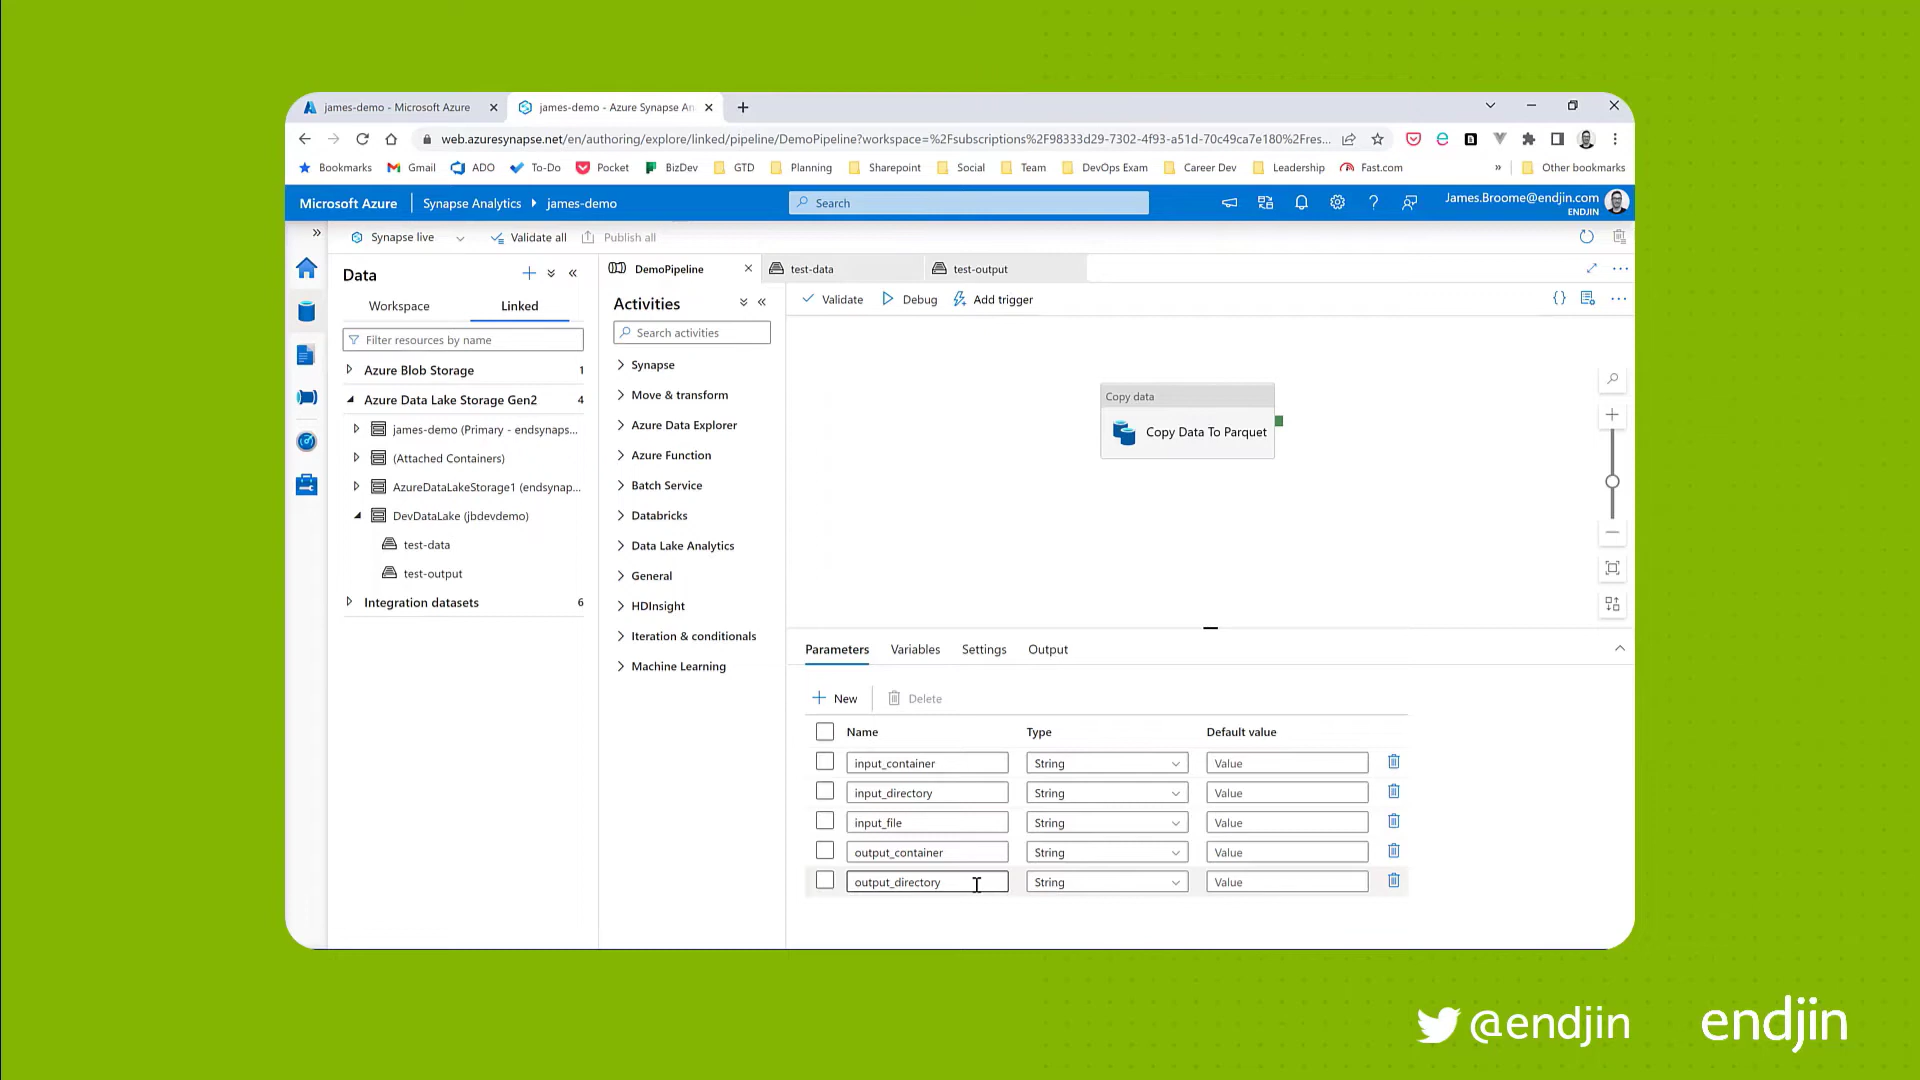 james-demo - Microsoft Azure
james-demo - Azure Synapse An
web.azuresynapse.net/en/authoring/explore/linked/pipeline/DemoPipeline?workspace=%2Fsubscriptions%2F98333d29-7302-4f93-a51d-70c49ca7e180%2Fres...
Bookmarks Gmail ADO To-Do Pocket BizDev GTD Planning Sharepoint Social Team DevOps Exam Career Dev Leadership Fast.com » Other bookmarks
Microsoft Azure Synapse Analytics james-demo Search James.Broome@endjin.com
ENDJIN
Synapse live Validate all Publish all
Data
Workspace Linked
Filter resources by name
Azure Blob Storage 1
Azure Data Lake Storage Gen2 4
james-demo (Primary - endsynaps...
(Attached Containers)
AzureDataLakeStorage1 (endsynap...
DevDataLake (jbdevdemo)
test-data
test-output
Integration datasets 6
DemoPipeline test-data test-output
Activities
Search activities
Synapse
Move & transform
Azure Data Explorer
Azure Function
Batch Service
Databricks
Data Lake Analytics
General
HDInsight
Iteration & conditionals
Machine Learning
Validate Debug Add trigger
Copy data
Copy Data To Parquet
Parameters Variables Settings Output
New Delete
Name Type Default value
input_container String Value
input_directory String Value
input_file String Value
output_container String Value
output_directory String Value
@endjin endjin